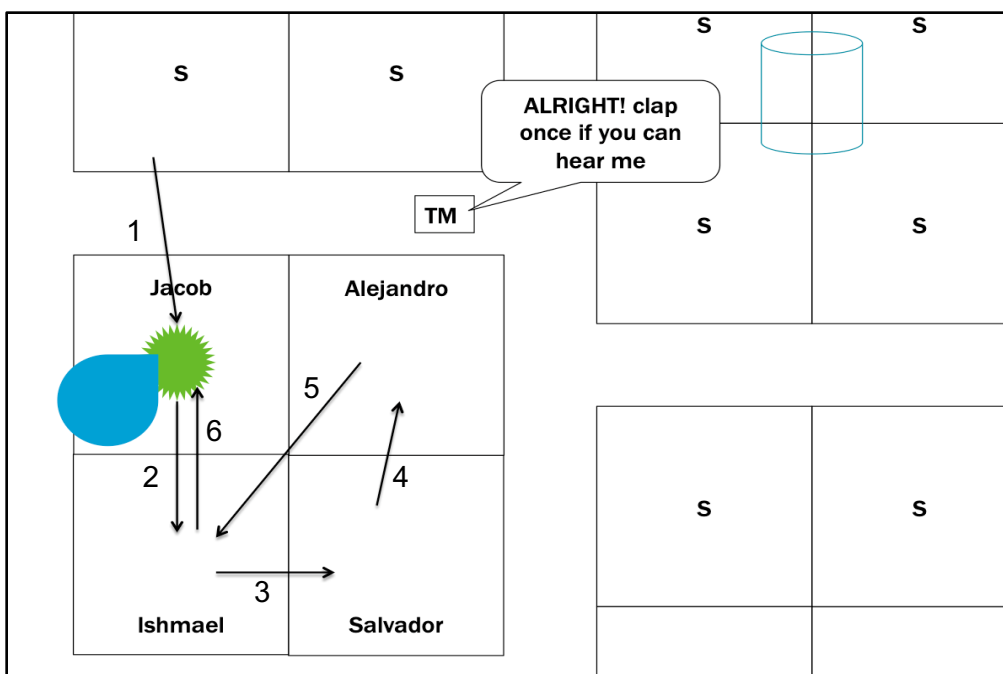 S
S
S
S
ALRIGHT! clap
once if you can
hear me
TM
S
S
1
Jacob
Alejandro
5
6
2
4
3
Ishmael
Salvador
S
S